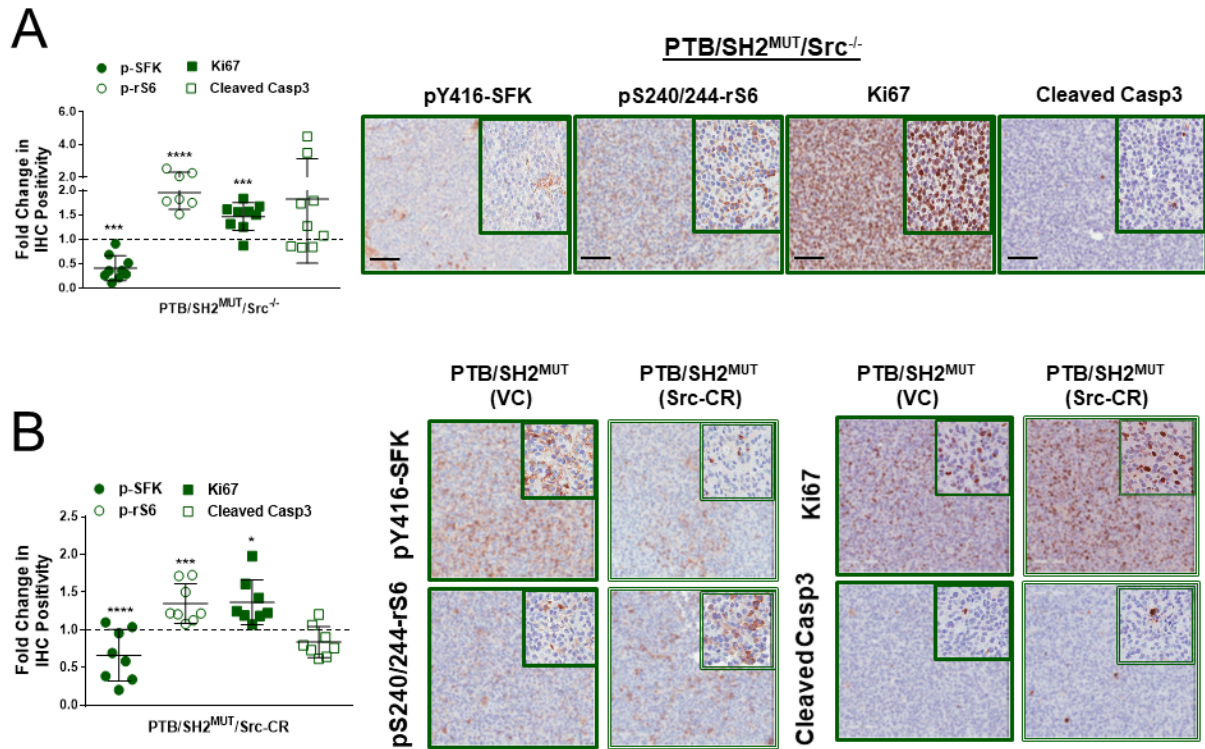 A
p-SFK
Ki67
p-rS6
Cleaved Casp3
Fold Change in
IHC Positivity
6.0
4.0
2.0
2.0
1.5
1.0
0.5
0.0
***
****
***
PTB/SH2MUT/Src-/-
PTB/SH2MUT/Src-/-
pY416-SFK
pS240/244-rS6
Ki67
Cleaved Casp3
B
p-SFK
Ki67
p-rS6
Cleaved Casp3
Fold Change in
IHC Positivity
2.5
2.0
1.5
1.0
0.5
0.0
****
***
*
PTB/SH2MUT/Src-CR
PTB/SH2MUT
(VC)
PTB/SH2MUT
(Src-CR)
pY416-SFK
pS240/244-rS6
PTB/SH2MUT
(VC)
PTB/SH2MUT
(Src-CR)
Ki67
Cleaved Casp3